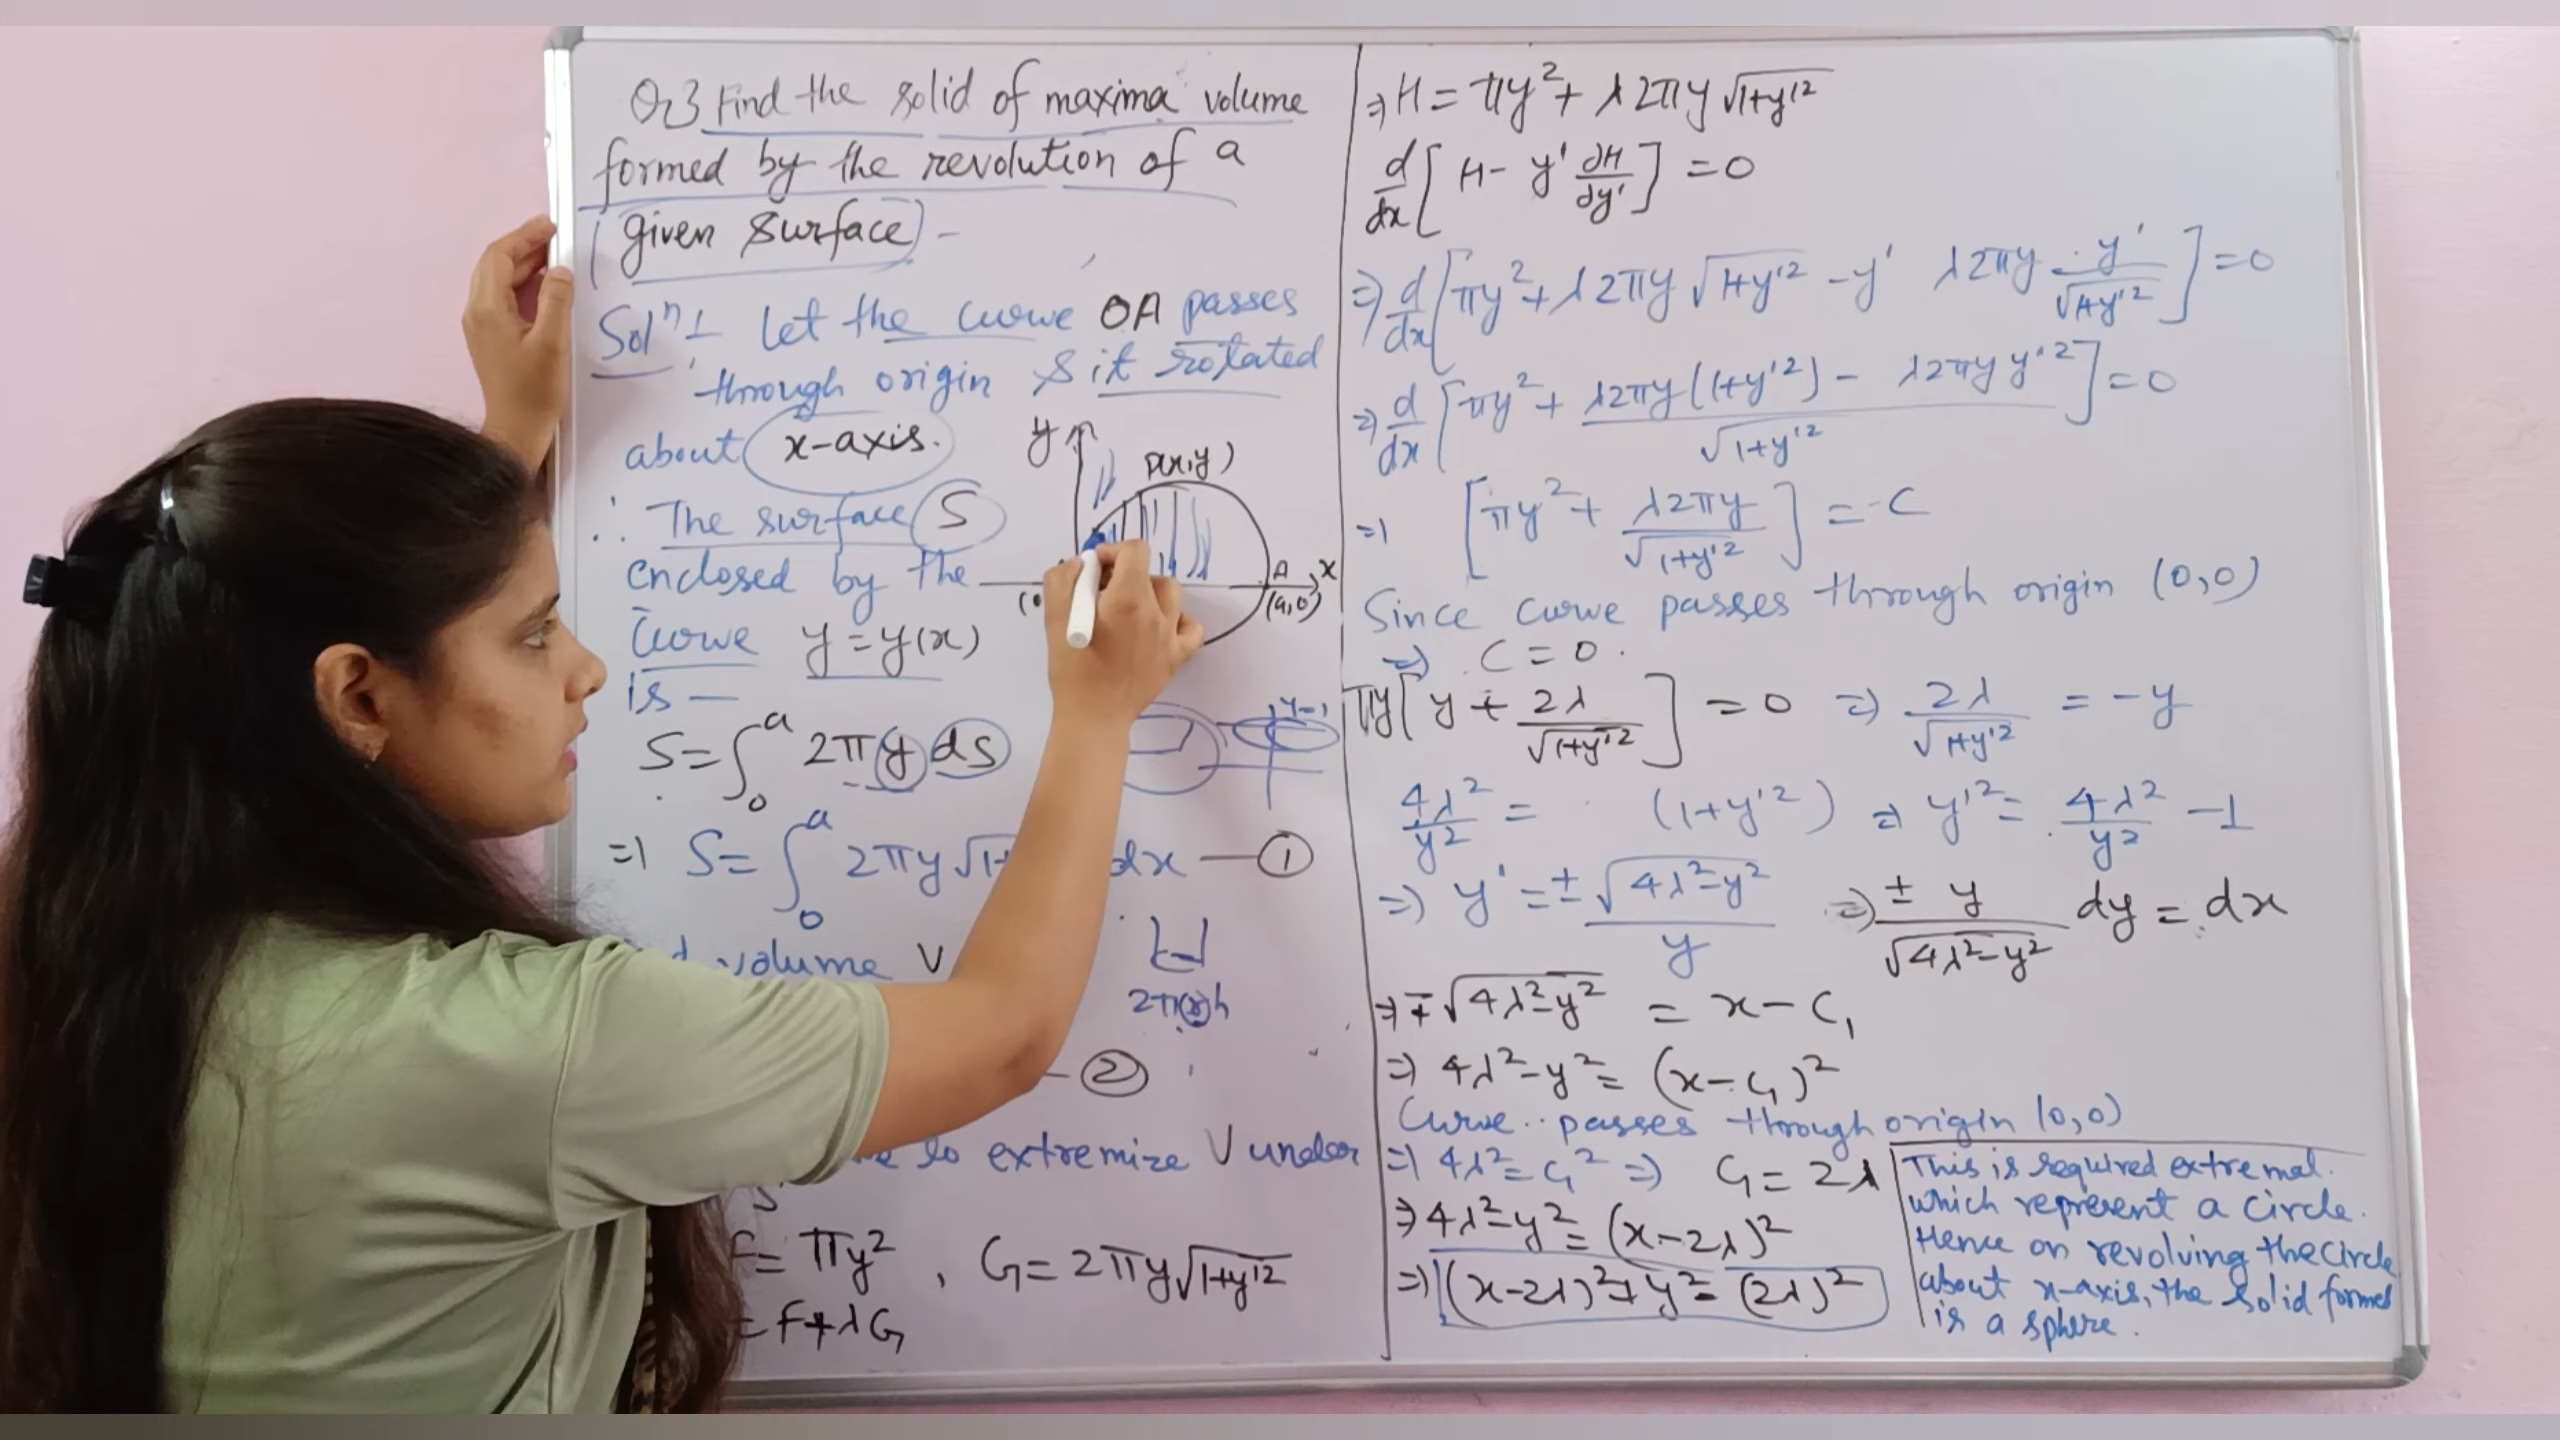 Q3 Find the solid of maxima volume
formed by the revolution of a
given surface -
Solⁿ:- Let the curve OA passes
through origin & it rotated
about x-axis.
y
P(x,y)
A
x
(a,0)
(0
∴ The surface S
enclosed by the
curve y = y(x)
is -
S = ∫₀ᵃ 2πy ds
⇒ S = ∫₀ᵃ 2πy√1+ dx — ①
volume V
2π(r)h
— ②
to extremize V under
S
F = πy² , G = 2πy√1+y'²
= F+λG
⇒ H = πy² + λ2πy√1+y'²
d/dx [H - y' ∂H/∂y'] = 0
⇒ d/dx [πy² + λ2πy√1+y'² - y' λ2πy y'/√1+y'²] = 0
⇒ d/dx [πy² + λ2πy(1+y'²) - λ2πy y'²/√1+y'²] = 0
⇒ [πy² + λ2πy/√1+y'²] = C
Since curve passes through origin (0,0)
⇒ C = 0.
πy[y + 2λ/√1+y'²] = 0 ⇒ 2λ/√1+y'² = -y
4λ²/y² = (1+y'²) ⇒ y'² = 4λ²/y² - 1
⇒ y' = ± √4λ²-y²/y ⇒ ± y/√4λ²-y² dy = dx
⇒ ∓√4λ²-y² = x - C₁
⇒ 4λ²-y² = (x-C₁)²
Curve passes through origin (0,0)
⇒ 4λ² = C₁² ⇒ C₁ = 2λ
⇒ 4λ²-y² = (x-2λ)²
⇒ (x-2λ)²+y² = (2λ)²
This is required extremal.
which represent a circle.
Hence on revolving the circle
about x-axis, the solid formed
is a sphere.